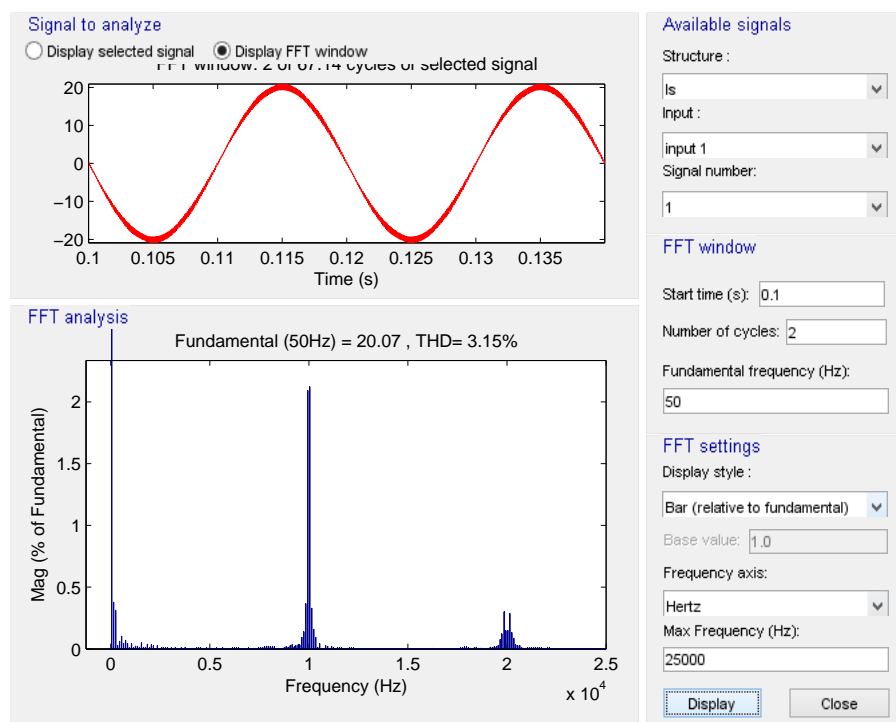 Signal to analyze
Display selected signal
Display FFT window
FFT window: 2 of 67.14 cycles of selected signal
20
10
0
−10
−20
0.1 0.105 0.11 0.115 0.12 0.125 0.13 0.135
Time (s)
FFT analysis
Fundamental (50Hz) = 20.07 , THD= 3.15%
Mag (% of Fundamental)
2
1.5
1
0.5
0
0 0.5 1 1.5 2 2.5
x 10^4
Frequency (Hz)
Available signals
Structure :
Is
Input :
input 1
Signal number:
1
FFT window
Start time (s): 0.1
Number of cycles: 2
Fundamental frequency (Hz):
50
FFT settings
Display style :
Bar (relative to fundamental)
Base value: 1.0
Frequency axis:
Hertz
Max Frequency (Hz):
25000
Display
Close